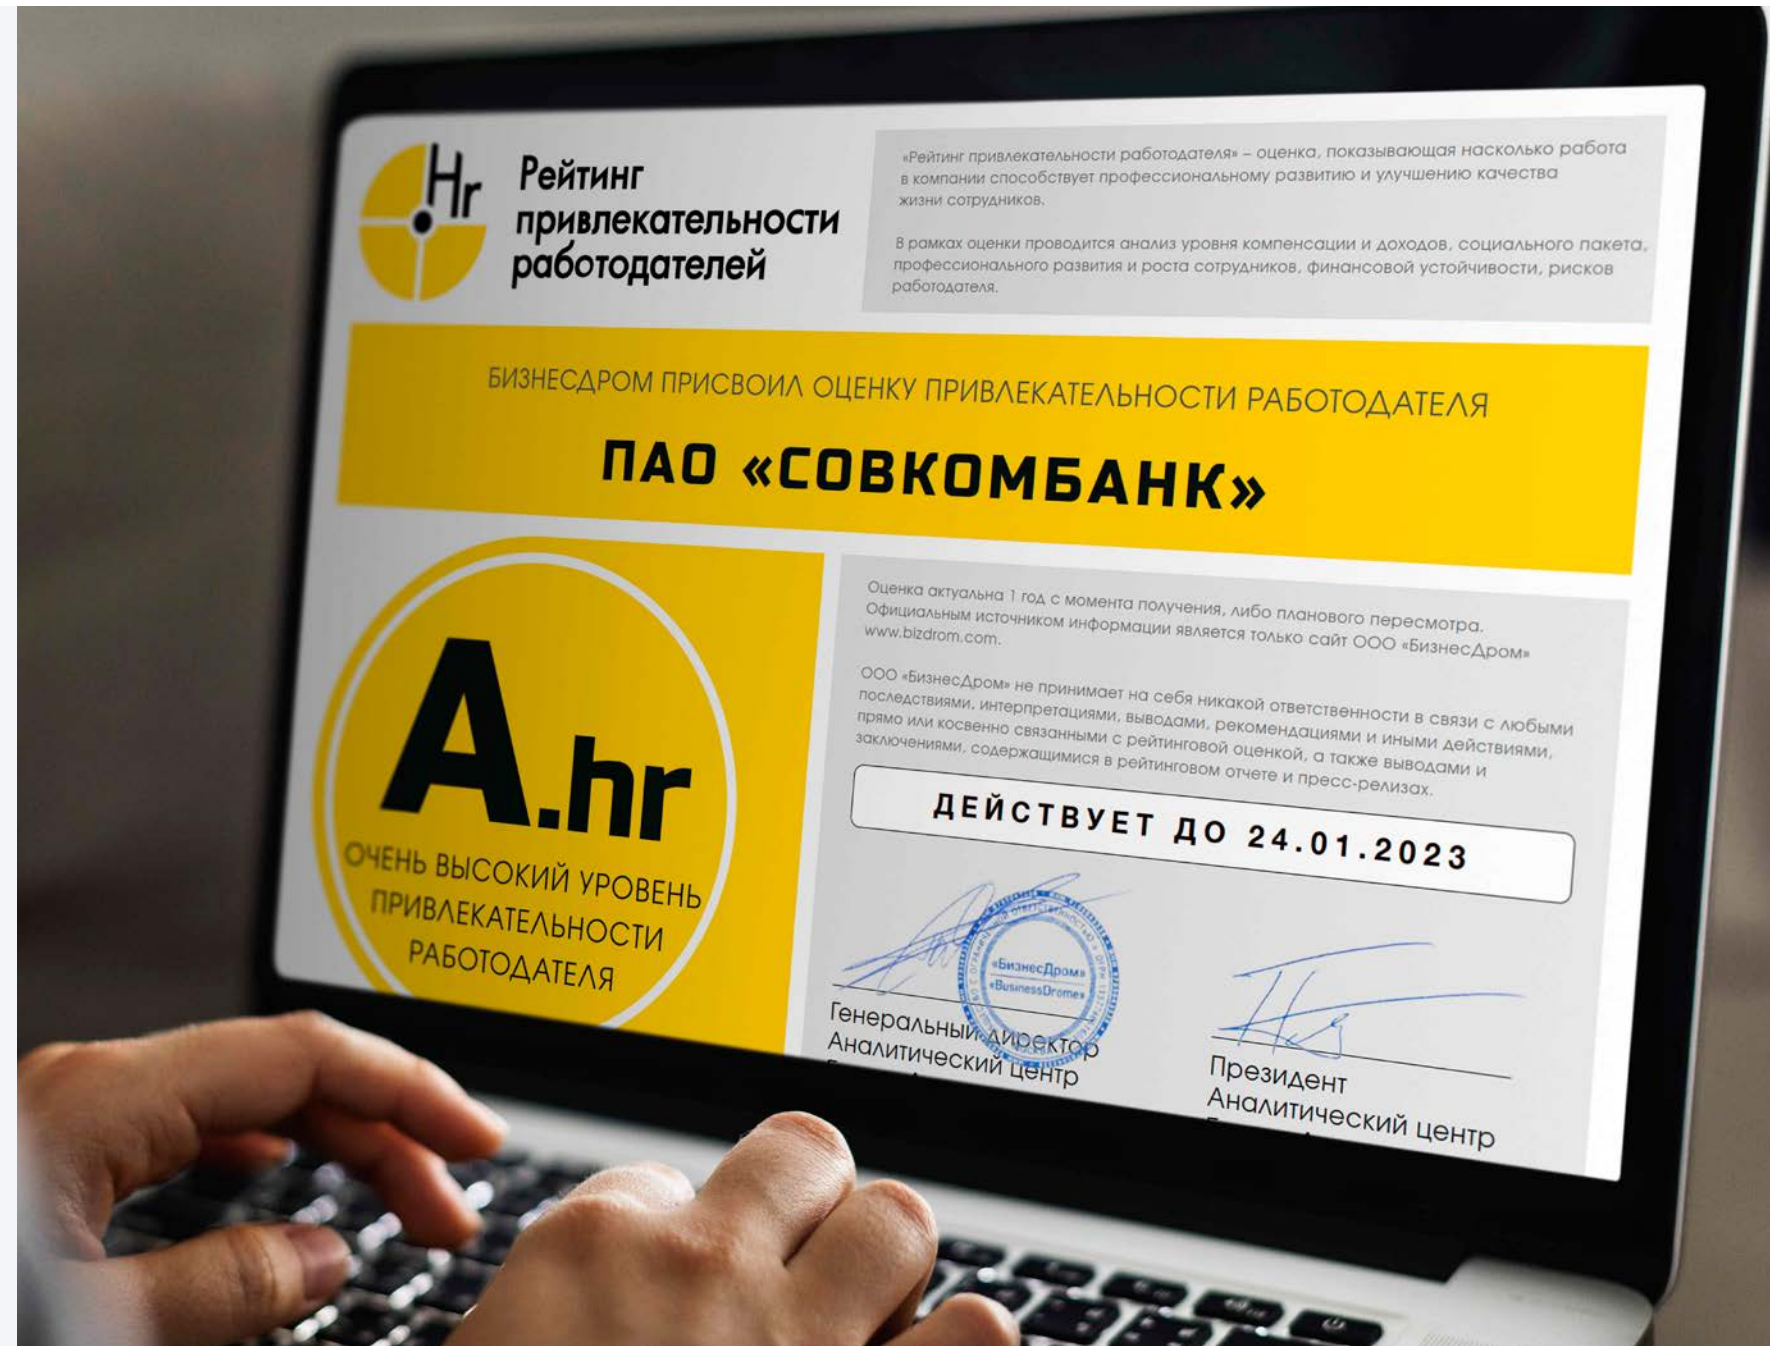 Hr
Рейтинг
привлекательности
работодателей
«Рейтинг привлекательности работодателя» – оценка, показывающая насколько работа
в компании способствует профессиональному развитию и улучшению качества
жизни сотрудников.
В рамках оценки проводится анализ уровня компенсации и доходов, социального пакета,
профессионального развития и роста сотрудников, финансовой устойчивости, рисков
работодателя.
БИЗНЕСДРОМ ПРИСВОИЛ ОЦЕНКУ ПРИВЛЕКАТЕЛЬНОСТИ РАБОТОДАТЕЛЯ
ПАО «СОВКОМБАНК»
A.hr
ОЧЕНЬ ВЫСОКИЙ УРОВЕНЬ
ПРИВЛЕКАТЕЛЬНОСТИ
РАБОТОДАТЕЛЯ
Оценка актуальна 1 год с момента получения, либо планового пересмотра.
Официальным источником информации является только сайт ООО «БизнесДром»
www.bizdrom.com.
ООО «БизнесДром» не принимает на себя никакой ответственности в связи с любыми
последствиями, интерпретациями, выводами, рекомендациями и иными действиями,
прямо или косвенно связанными с рейтинговой оценкой, а также выводами и
заключениями, содержащимися в рейтинговом отчете и пресс-релизах.
ДЕЙСТВУЕТ ДО 24.01.2023
«БизнесДром»
«BusinessDrome»
Генеральный директор
Аналитический центр
Президент
Аналитический центр